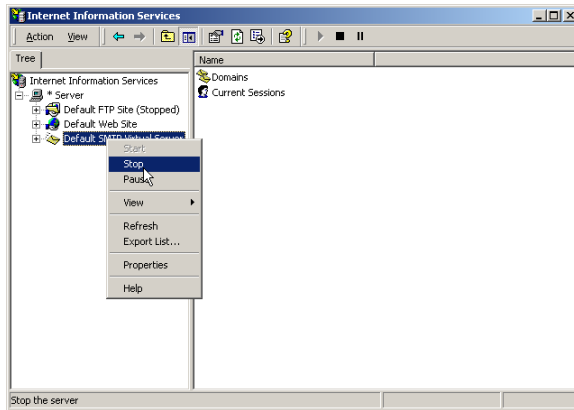 Internet Information Services
Action View
Tree
Name
Internet Information Services
* Server
Default FTP Site (Stopped)
Default Web Site
Default SMTP Virtual Server
Domains
Current Sessions
Start
Stop
Pause
View
Refresh
Export List...
Properties
Help
Stop the server